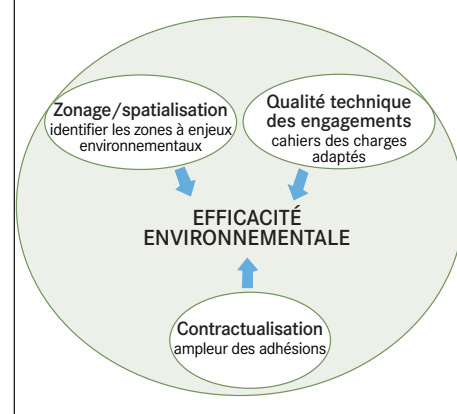 Zonage/spatialisation
identifier les zones à enjeux
environnementaux
Qualité technique
des engagements
cahiers des charges
adaptés
EFFICACITÉ
ENVIRONNEMENTALE
Contractualisation
ampleur des adhésions